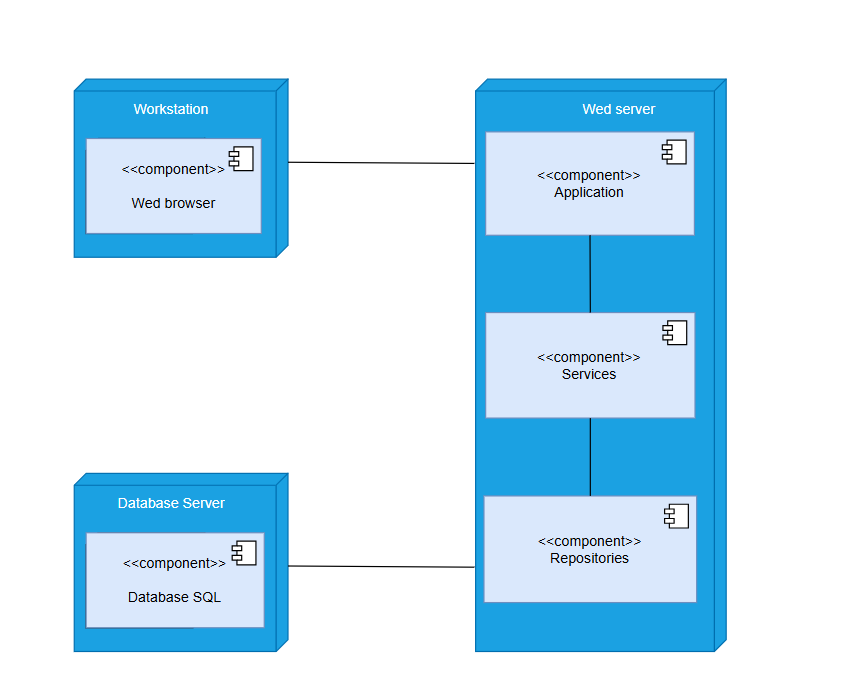 Workstation
<<component>>
Wed browser
Wed server
<<component>>
Application
<<component>>
Services
<<component>>
Repositories
Database Server
<<component>>
Database SQL